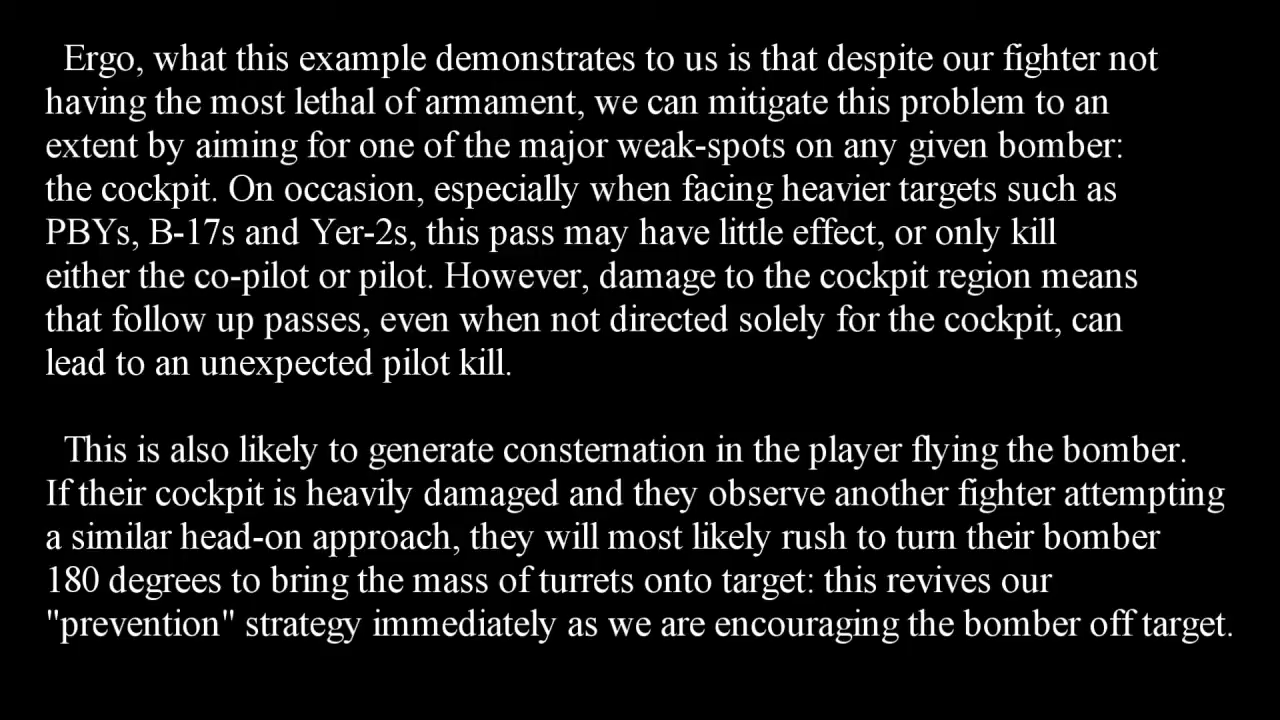 Ergo, what this example demonstrates to us is that despite our fighter not
having the most lethal of armament, we can mitigate this problem to an
extent by aiming for one of the major weak-spots on any given bomber:
the cockpit. On occasion, especially when facing heavier targets such as
PBYs, B-17s and Yer-2s, this pass may have little effect, or only kill
either the co-pilot or pilot. However, damage to the cockpit region means
that follow up passes, even when not directed solely for the cockpit, can
lead to an unexpected pilot kill.
This is also likely to generate consternation in the player flying the bomber.
If their cockpit is heavily damaged and they observe another fighter attempting
a similar head-on approach, they will most likely rush to turn their bomber
180 degrees to bring the mass of turrets onto target: this revives our
"prevention" strategy immediately as we are encouraging the bomber off target.